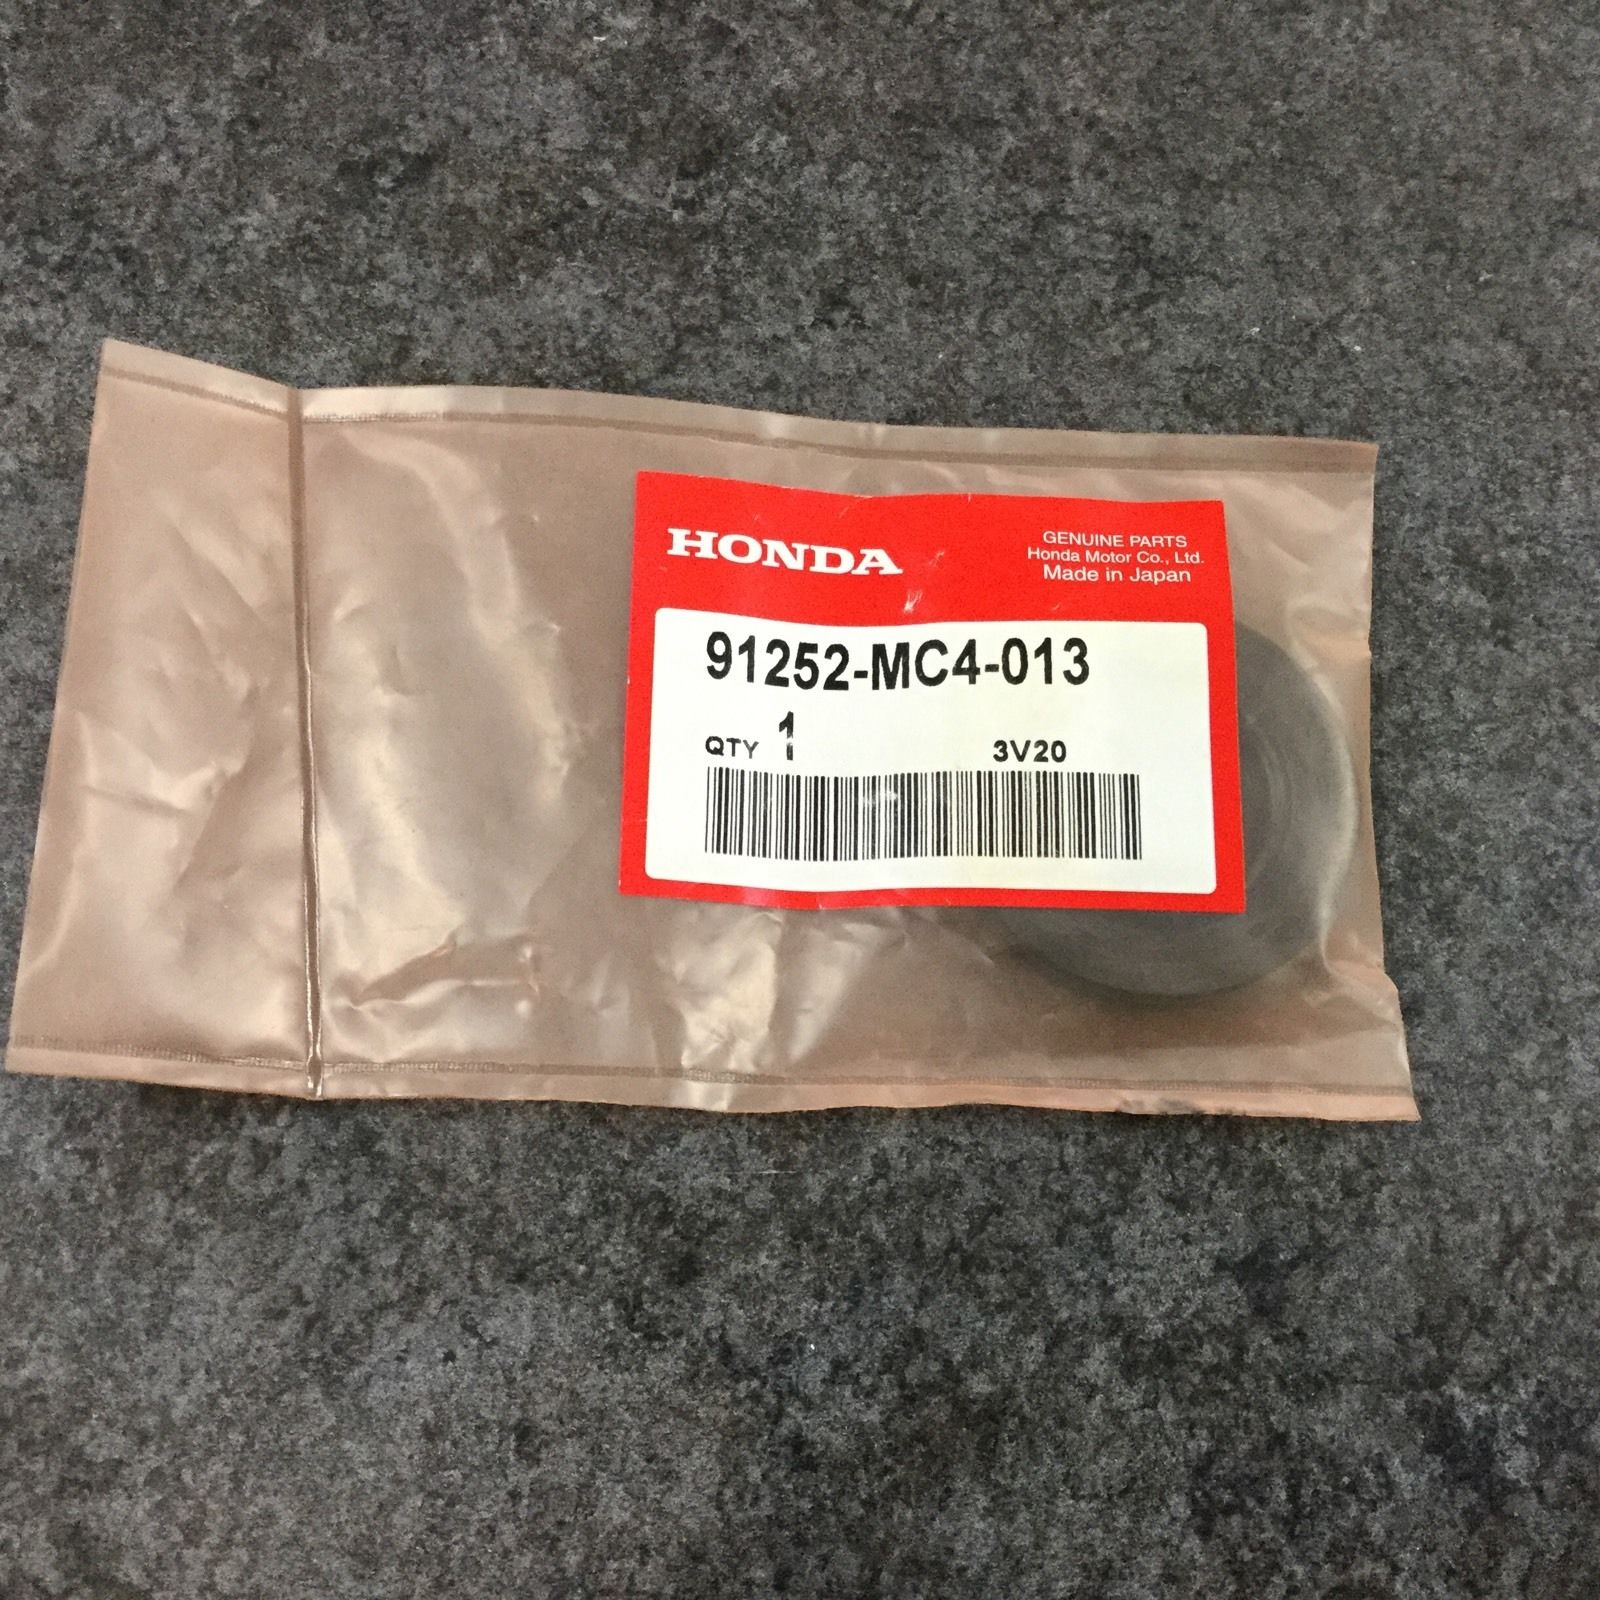 HONDA
GENUINE PARTS
Honda Motor Co., Ltd.
Made in Japan
91252-MC4-013
QTY 1 3V20